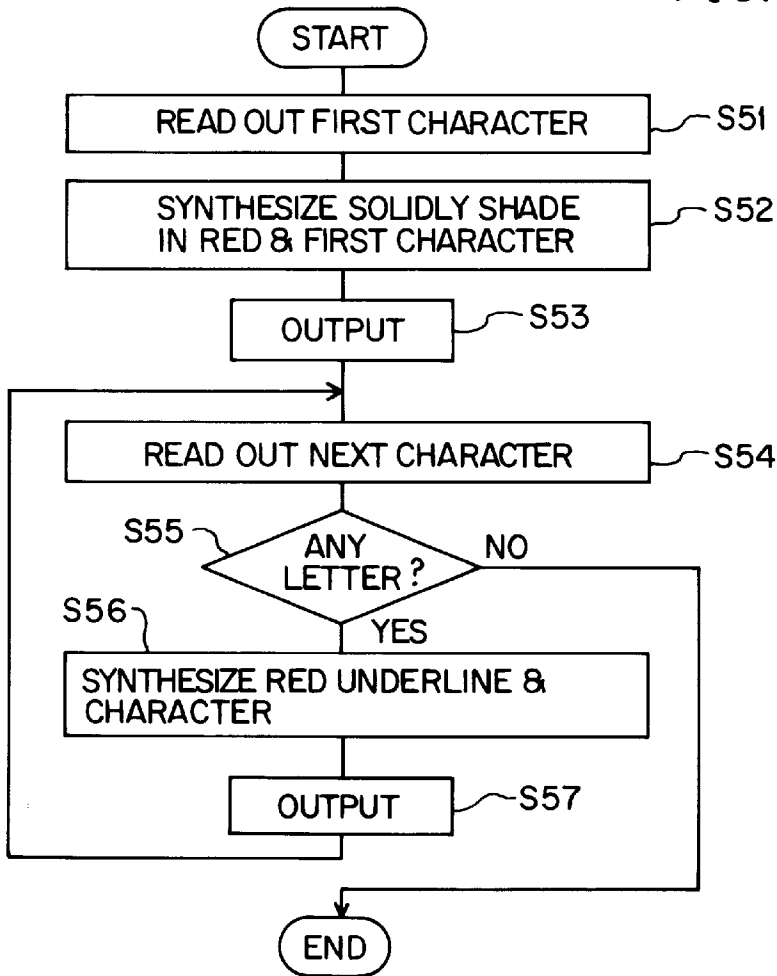 START
READ OUT FIRST CHARACTER
S51
SYNTHESIZE SOLIDLY SHADE
IN RED & FIRST CHARACTER
S52
OUTPUT
S53
READ OUT NEXT CHARACTER
S54
S55
ANY
LETTER?
NO
YES
S56
SYNTHESIZE RED UNDERLINE &
CHARACTER
OUTPUT
S57
END